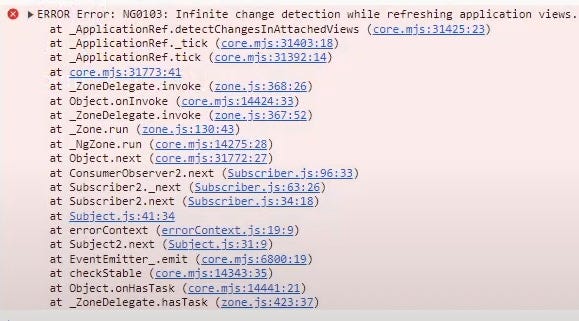 ERROR Error: NG0103: Infinite change detection while refreshing application views.
at _ApplicationRef.detectChangesInAttachedViews (core.mjs:31425:23)
at _ApplicationRef._tick (core.mjs:31403:18)
at _ApplicationRef.tick (core.mjs:31392:14)
at core.mjs:31773:41
at _ZoneDelegate.invoke (zone.js:368:26)
at Object.onInvoke (core.mjs:14424:33)
at _ZoneDelegate.invoke (zone.js:367:52)
at _Zone.run (zone.js:130:43)
at _NgZone.run (core.mjs:14275:28)
at Object.next (core.mjs:31772:27)
at ConsumerObserver2.next (Subscriber.js:96:33)
at Subscriber2._next (Subscriber.js:63:26)
at Subscriber2.next (Subscriber.js:34:18)
at Subject.js:41:34
at errorContext (errorContext.js:19:9)
at Subject2.next (Subject.js:31:9)
at EventEmitter_.emit (core.mjs:6800:19)
at checkStable (core.mjs:14343:35)
at Object.onHasTask (core.mjs:14441:21)
at _ZoneDelegate.hasTask (zone.js:423:37)